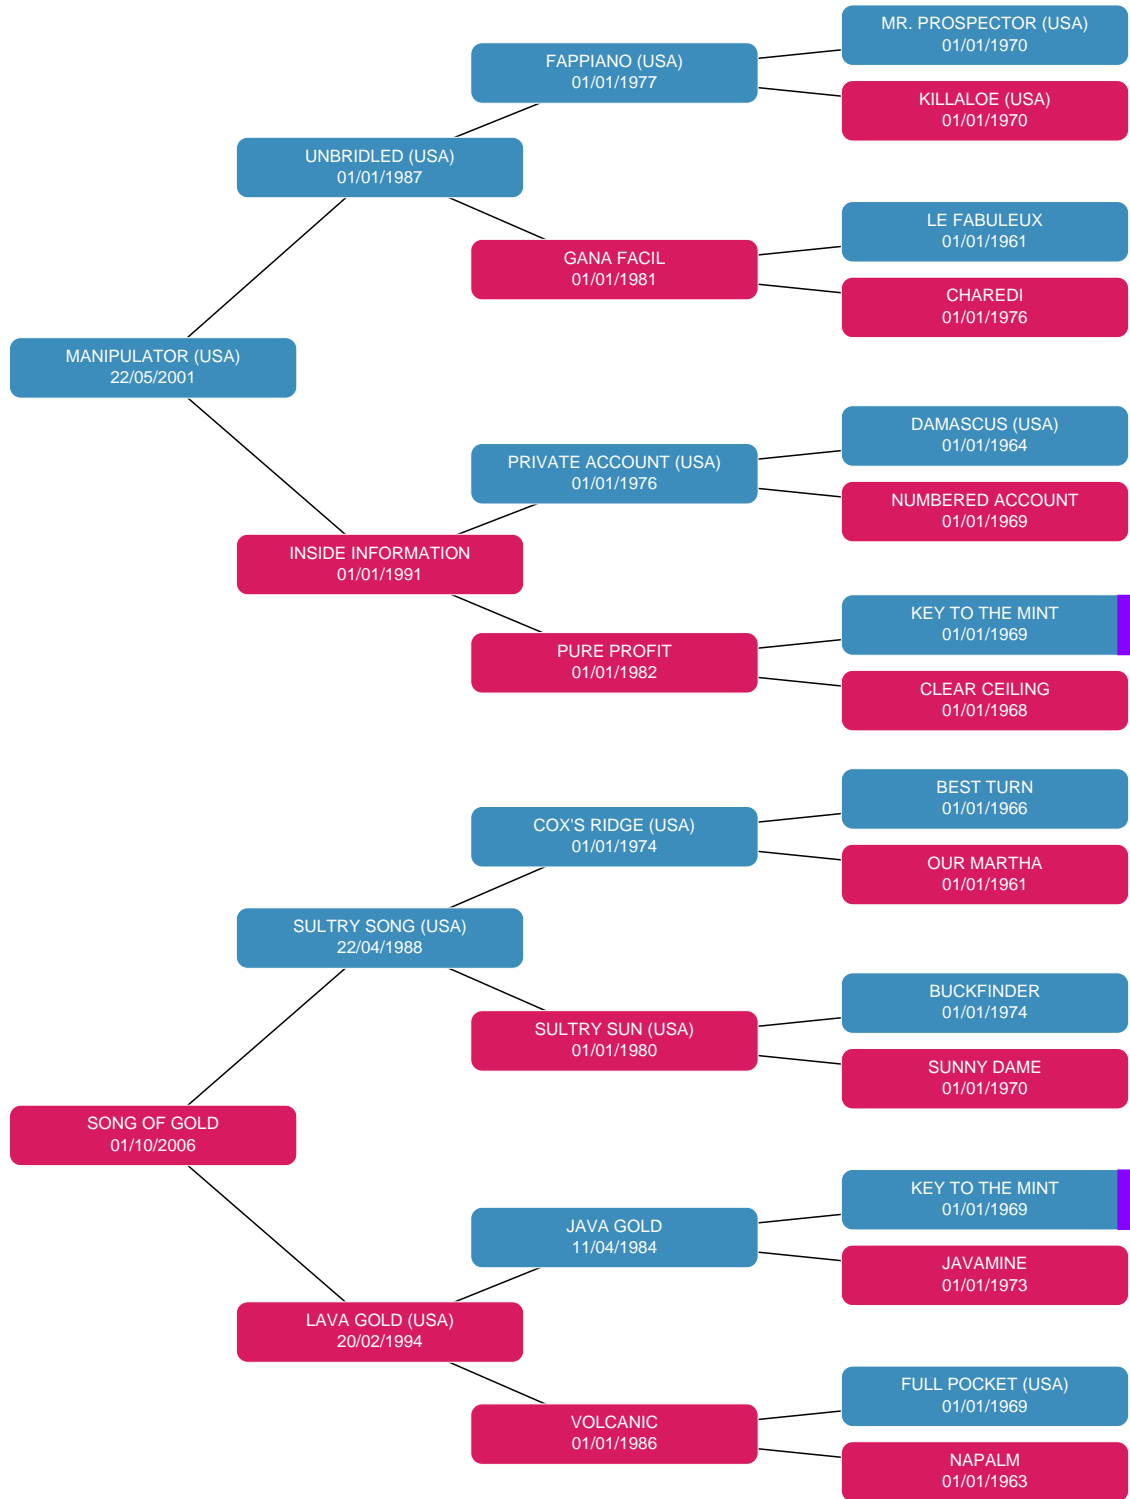 MR. PROSPECTOR (USA)
01/01/1970
FAPPIANO (USA)
01/01/1977
KILLALOE (USA)
01/01/1970
UNBRIDLED (USA)
01/01/1987
LE FABULEUX
01/01/1961
GANA FACIL
01/01/1981
CHAREDI
01/01/1976
MANIPULATOR (USA)
22/05/2001
DAMASCUS (USA)
01/01/1964
PRIVATE ACCOUNT (USA)
01/01/1976
NUMBERED ACCOUNT
01/01/1969
INSIDE INFORMATION
01/01/1991
KEY TO THE MINT
01/01/1969
PURE PROFIT
01/01/1982
CLEAR CEILING
01/01/1968
BEST TURN
01/01/1966
COX'S RIDGE (USA)
01/01/1974
OUR MARTHA
01/01/1961
SULTRY SONG (USA)
22/04/1988
BUCKFINDER
01/01/1974
SULTRY SUN (USA)
01/01/1980
SUNNY DAME
01/01/1970
SONG OF GOLD
01/10/2006
KEY TO THE MINT
01/01/1969
JAVA GOLD
11/04/1984
JAVAMINE
01/01/1973
LAVA GOLD (USA)
20/02/1994
FULL POCKET (USA)
01/01/1969
VOLCANIC
01/01/1986
NAPALM
01/01/1963